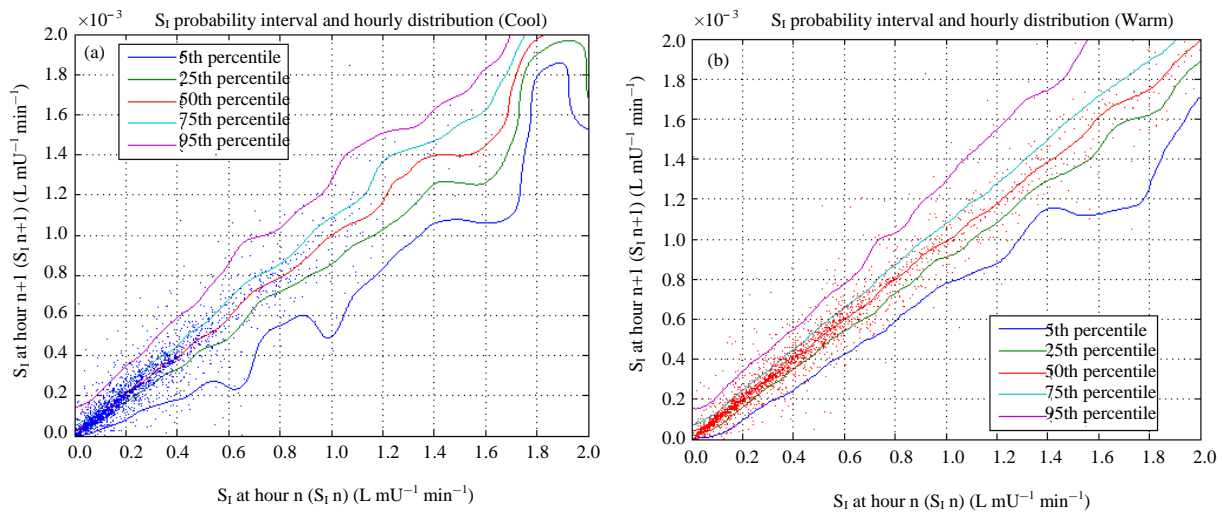 ×10⁻³ S_I probability interval and hourly distribution (Cool)
(a)
5th percentile
25th percentile
50th percentile
75th percentile
95th percentile
2.0
1.8
1.6
1.4
1.2
1.0
0.8
0.6
0.4
0.2
0.0
0.0 0.2 0.4 0.6 0.8 1.0 1.2 1.4 1.6 1.8 2.0
S_I at hour n+1 (S_I n+1) (L mU⁻¹ min⁻¹)
S_I at hour n (S_I n) (L mU⁻¹ min⁻¹)
×10⁻³ S_I probability interval and hourly distribution (Warm)
(b)
2.0
1.8
1.6
1.4
1.2
1.0
0.8
0.6
0.4
0.2
0.0
5th percentile
25th percentile
50th percentile
75th percentile
95th percentile
0.0 0.2 0.4 0.6 0.8 1.0 1.2 1.4 1.6 1.8 2.0
S_I at hour n+1 (S_I n+1) (L mU⁻¹ min⁻¹)
S_I at hour n (S_I n) (L mU⁻¹ min⁻¹)